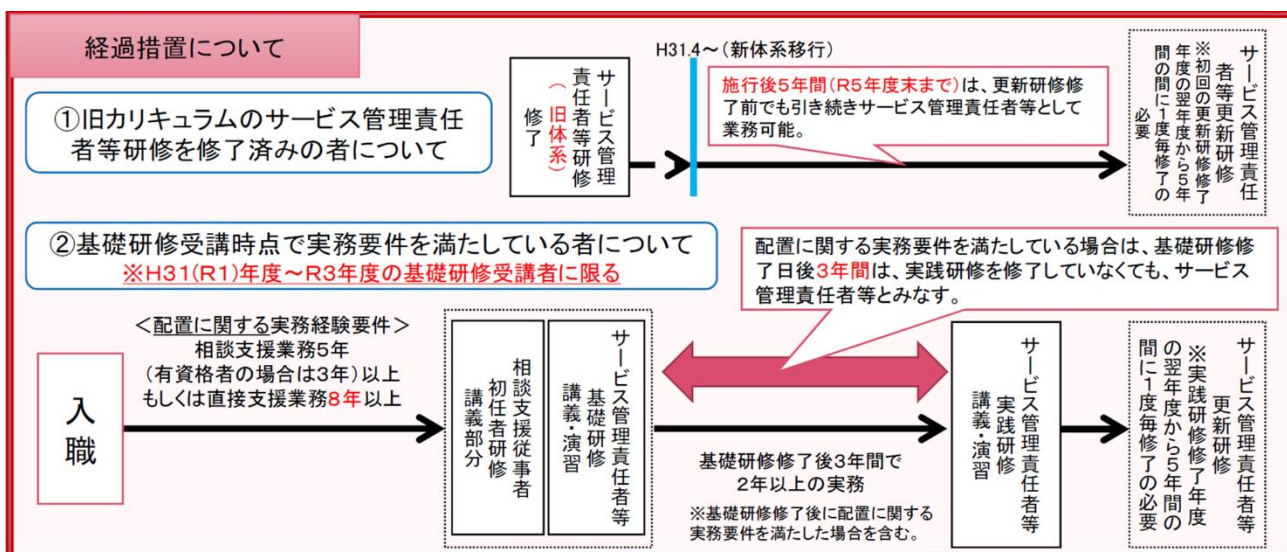 経過措置について
①旧カリキュラムのサービス管理責任
者等研修を修了済みの者について
サービス管理
責任者等研修
(旧体系)
修了
H31.4～(新体系移行)
施行後5年間(R5年度末まで)は、更新研修修
了前でも引き続きサービス管理責任者等として
業務可能。
サービス管理責任
者等更新研修
※初回の更新研修修了
年度の翌年度から5年
間の間に1度毎修了の
必要
②基礎研修受講時点で実務要件を満たしている者について
※H31(R1)年度～R3年度の基礎研修受講者に限る
配置に関する実務要件を満たしている場合は、基礎研修修
了日後3年間は、実践研修を修了していなくても、サービス
管理責任者等とみなす。
入職
＜配置に関する実務経験要件＞
相談支援業務5年
(有資格者の場合は3年)以上
もしくは直接支援業務8年以上
相談支援従事者
初任者研修
講義部分
サービス管理責任者等
基礎研修
講義・演習
基礎研修修了後3年間で
2年以上の実務
※基礎研修修了後に配置に関する
実務要件を満たした場合を含む。
サービス管理責任者等
実践研修
講義・演習
サービス管理責任者等
更新研修
※実践研修修了年度
の翌年度から5年間の
間に1度毎修了の必要